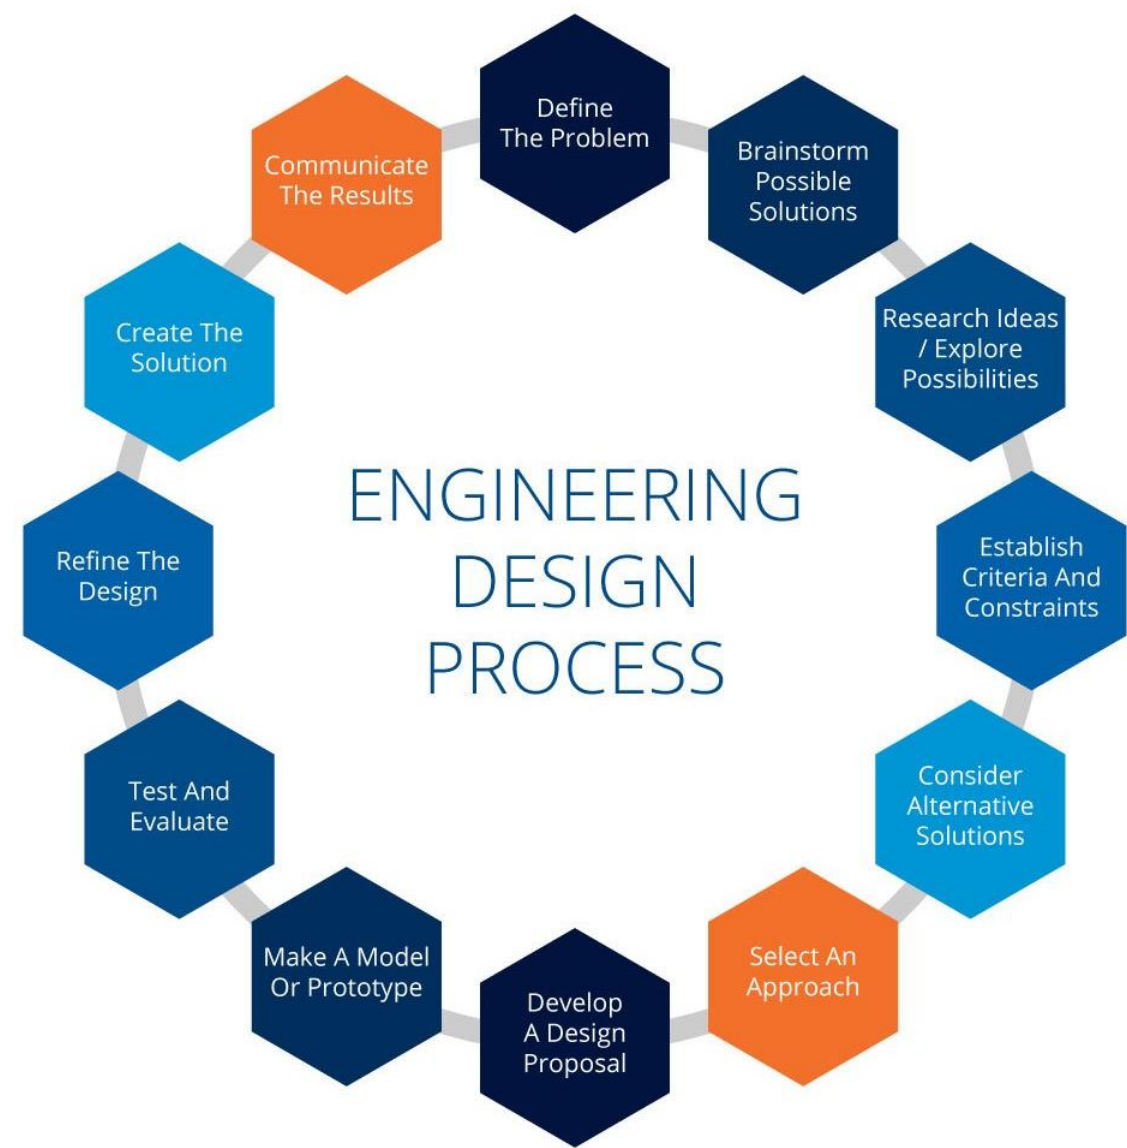 Define
The Problem
Brainstorm
Possible
Solutions
Research Ideas
/ Explore
Possibilities
Establish
Criteria And
Constraints
Consider
Alternative
Solutions
Select An
Approach
Develop
A Design
Proposal
Make A Model
Or Prototype
Test And
Evaluate
Refine The
Design
Create The
Solution
Communicate
The Results
ENGINEERING
DESIGN
PROCESS